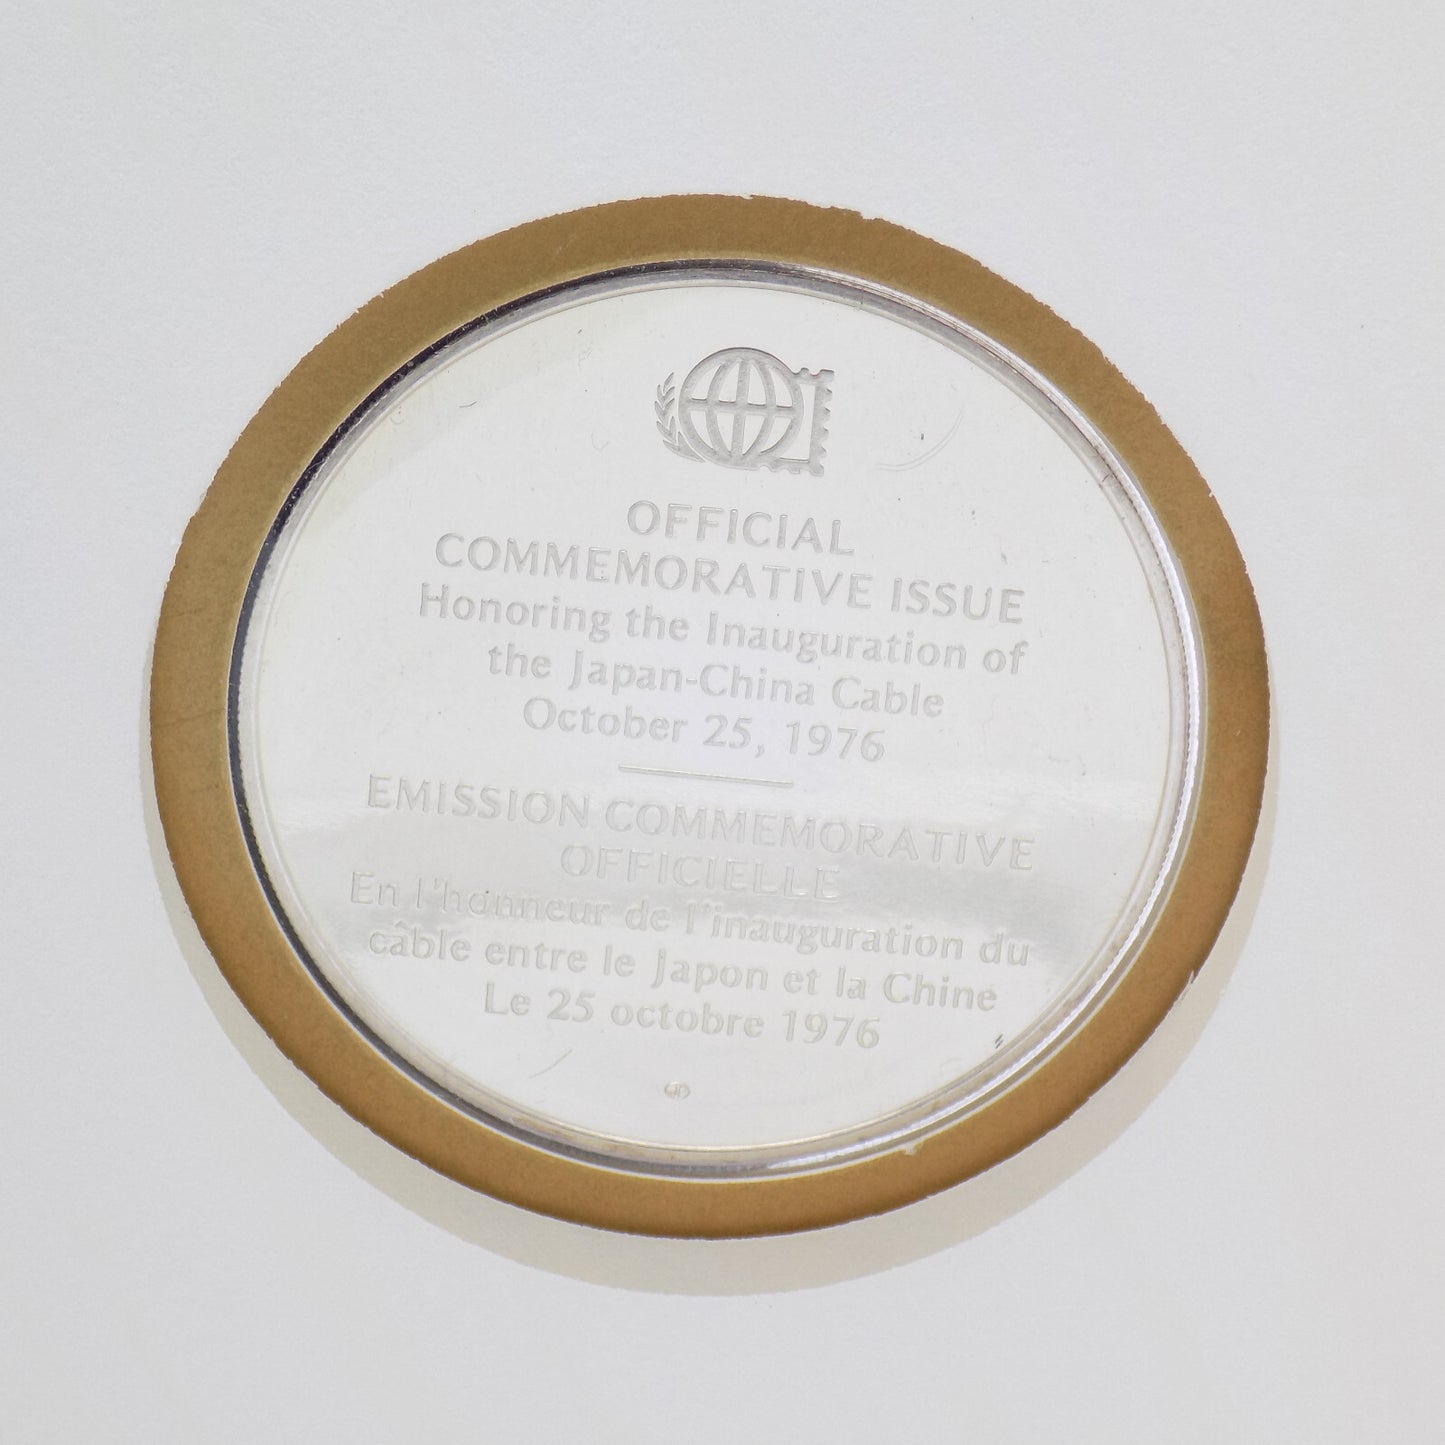 OFFICIAL
COMMEMORATIVE ISSUE
Honoring the Inauguration of
the Japan-China Cable
October 25, 1976
EMISSION COMMEMORATIVE
OFFICIELLE
En l'honneur de l'inauguration du
câble entre le Japon et la Chine
Le 25 octobre 1976